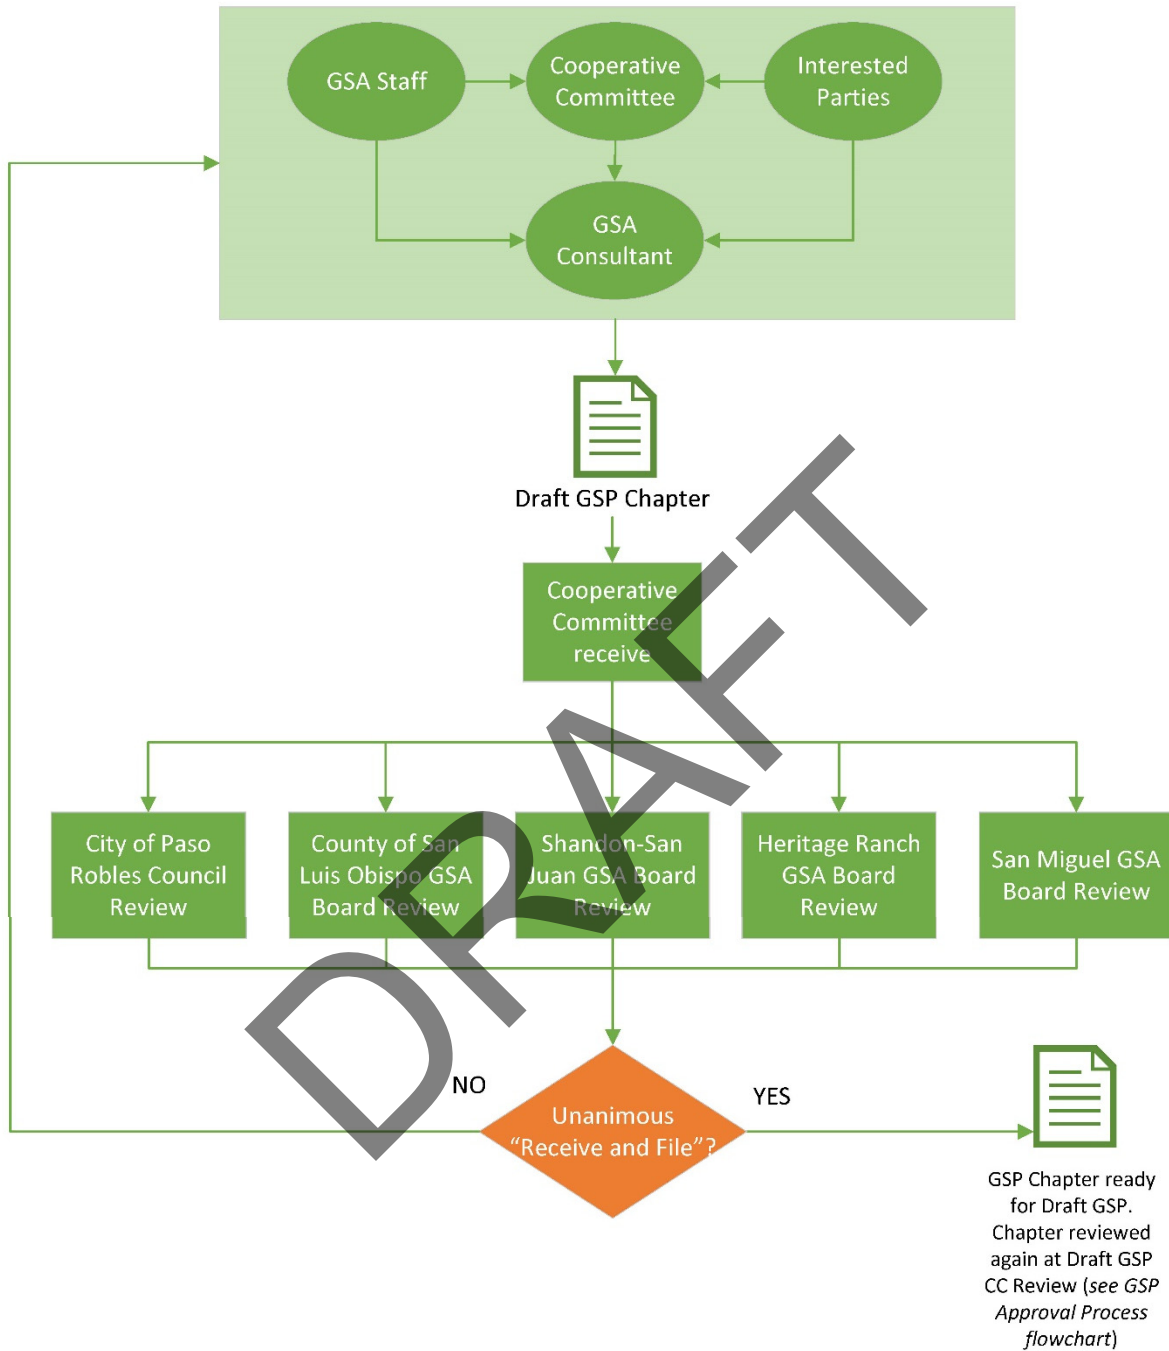 GSA Staff
Cooperative
Committee
Interested
Parties
GSA
Consultant
Draft GSP Chapter
Cooperative
Committee
receive
City of Paso
Robles Council
Review
County of San
Luis Obispo GSA
Board Review
Shandon-San
Juan GSA Board
Review
Heritage Ranch
GSA Board
Review
San Miguel GSA
Board Review
DRAFT
NO
Unanimous
“Receive and File”?
YES
GSP Chapter ready
for Draft GSP.
Chapter reviewed
again at Draft GSP
CC Review (see GSP
Approval Process
flowchart)